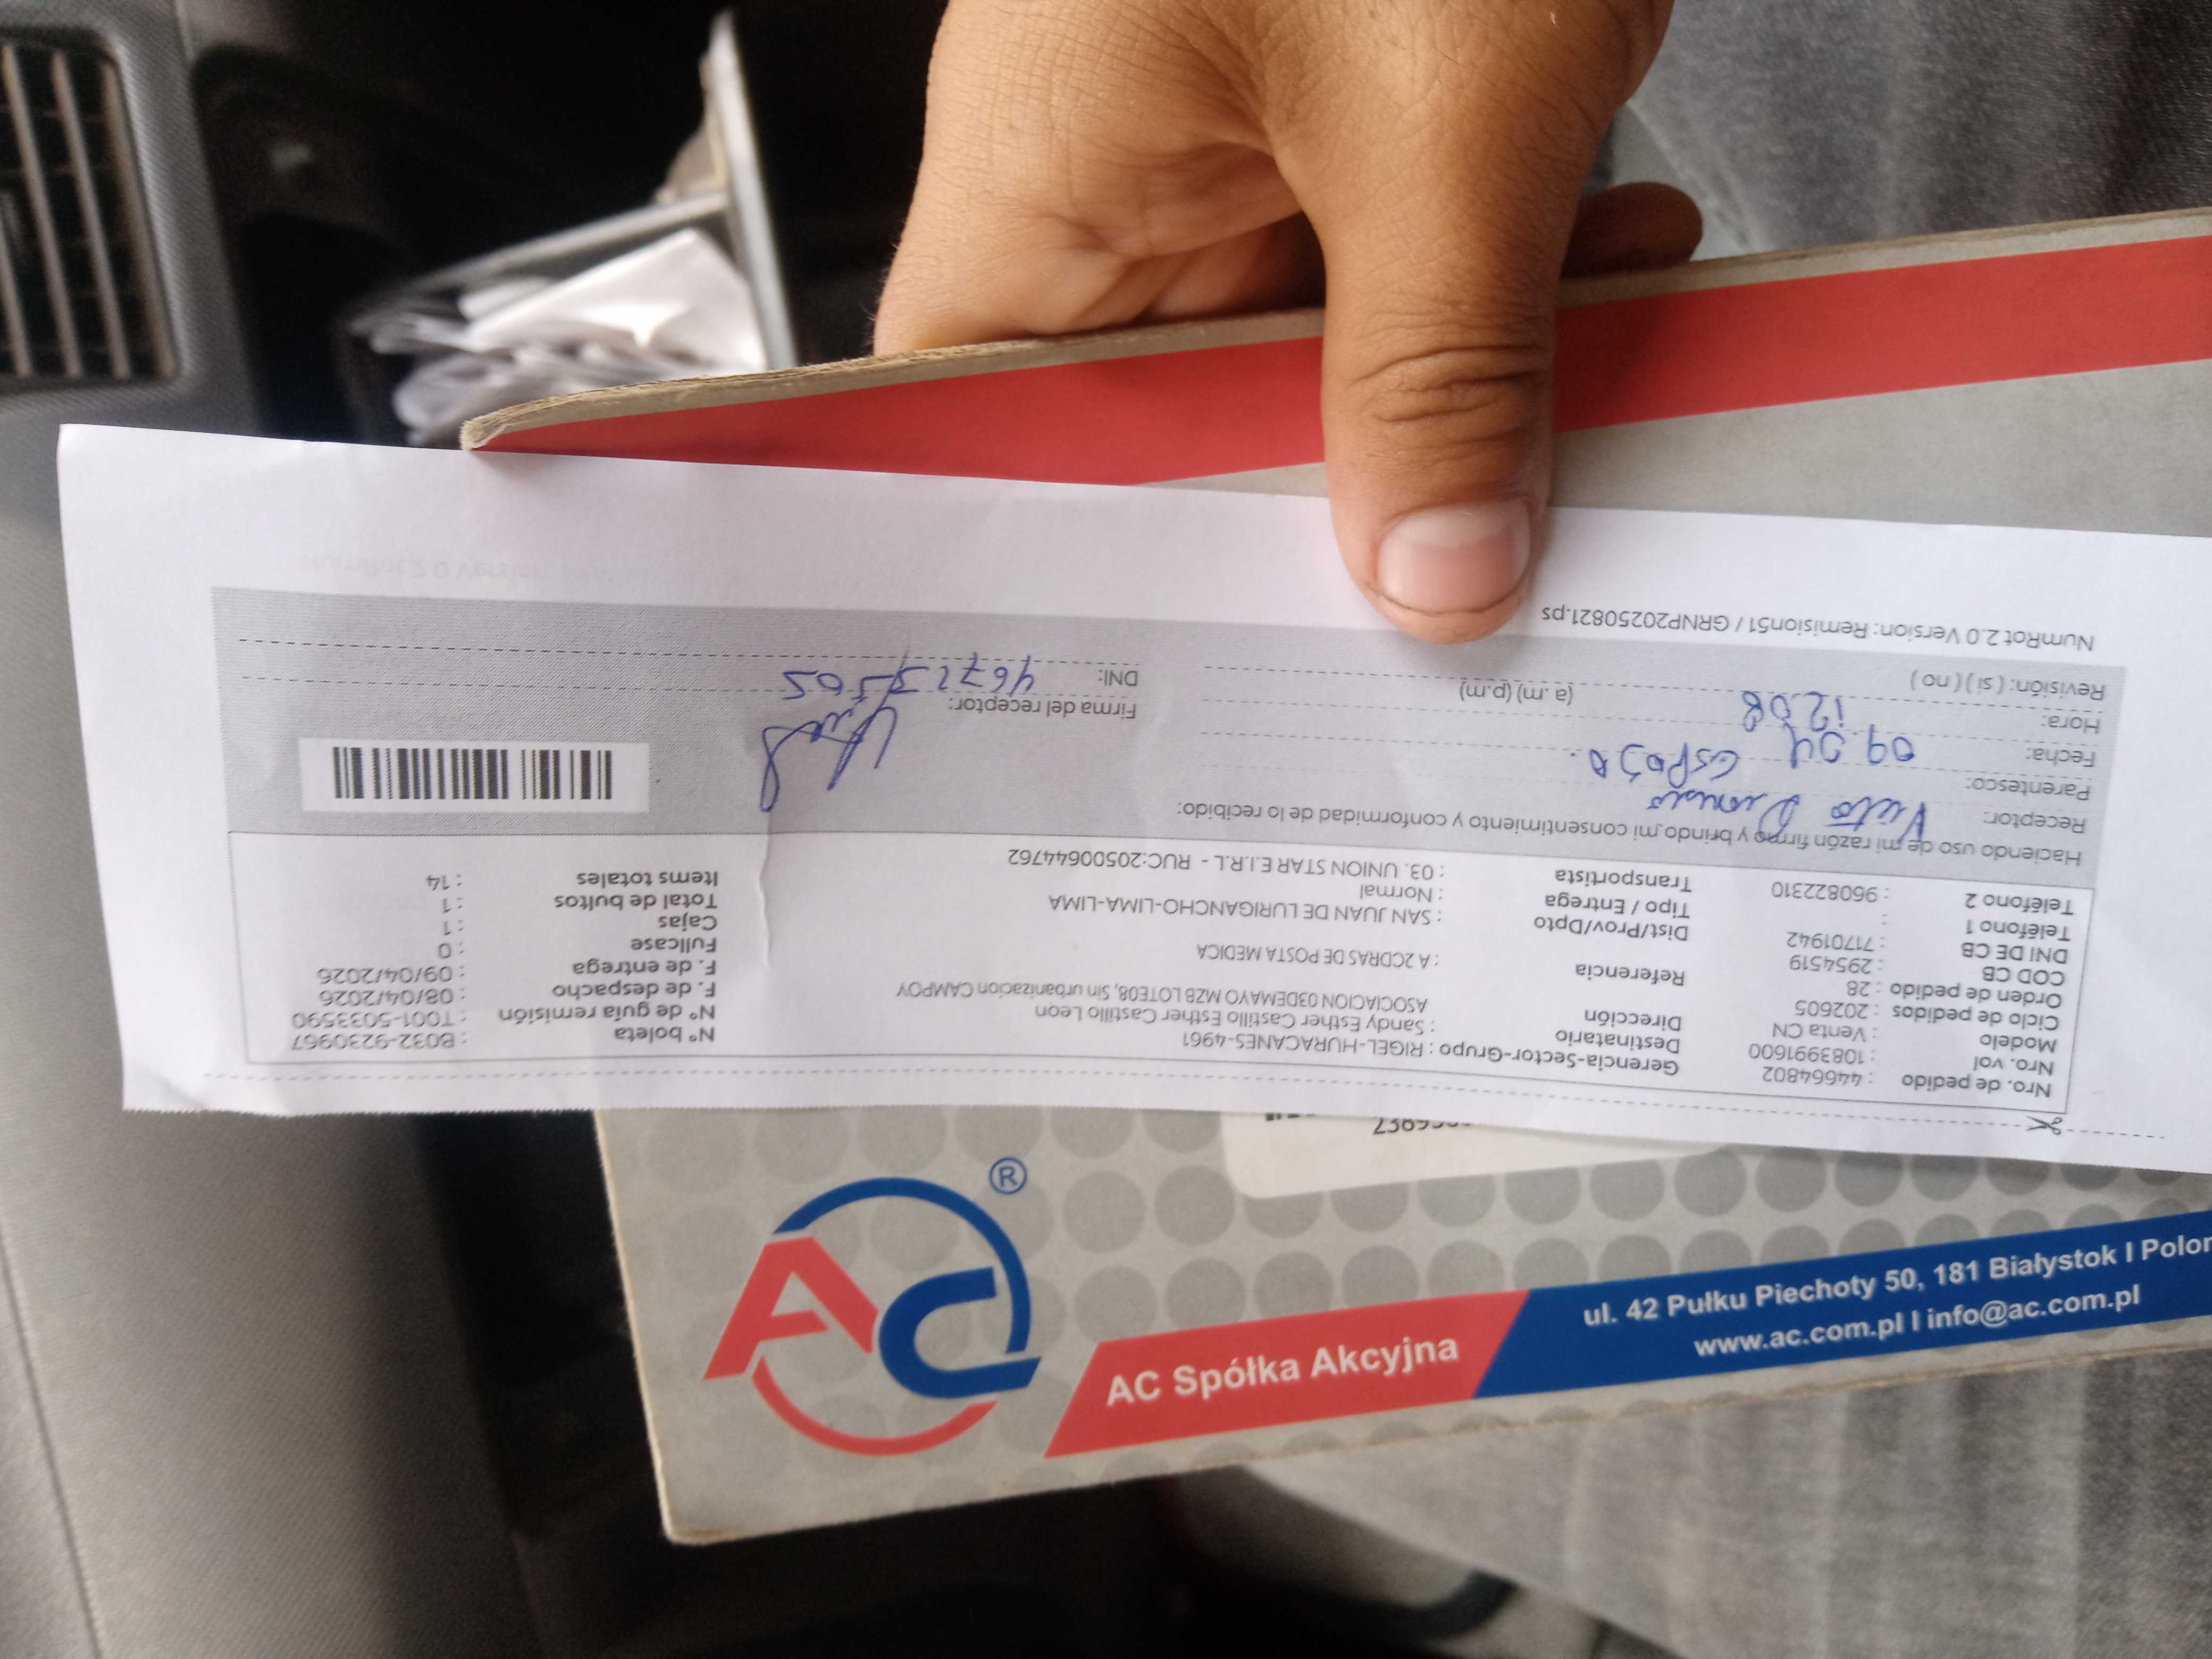 Nro. de pedido : 44664802
Nro. vol : 1083991600
Modelo : Venta CN
Ciclo de pedidos : 202605
Orden de pedido : 28
COD CB : 2954519
DNI DE CB : 71701942
Teléfono 1 :
Teléfono 2 : 960822310
Gerencia-Sector-Grupo : RIGEL-HURACANES-4961
Destinatario : Sandy Esther Castillo Esther Castillo Leon
Dirección ASOCIACION 03DEMAYO MZB LOTE08, Sin urbanizacion CAMPOY
Referencia : A 2CDRAS DE POSTA MEDICA
Dist/Prov/Dpto : SAN JUAN DE LURIGANCHO-LIMA-LIMA
Tipo / Entrega : Normal
Transportista : 03. UNION STAR E.I.R.L - RUC:20500644762
N° boleta : B032-9230967
N° de guía remisión : T001-5033590
F. de despacho : 08/04/2026
F. de entrega : 09/04/2026
Fullcase : 0
Cajas : 1
Total de bultos : 1
Items totales : 14
Haciendo uso de mi razón firmo y brindo mi consentimiento y conformidad de lo recibido:
Receptor:
Parentesco: Esposo.
Fecha: 09.04
Hora: 12.08 (a .m) (p.m)
Revisión: ( si ) ( no )
Firma del receptor:
DNI:
NumRot 2.0 Version: Remision51 / GRNP20250821.ps
AC ®
AC Spółka Akcyjna
ul. 42 Pułku Piechoty 50, 181 Białystok I
www.ac.com.pl I info@ac.com.pl